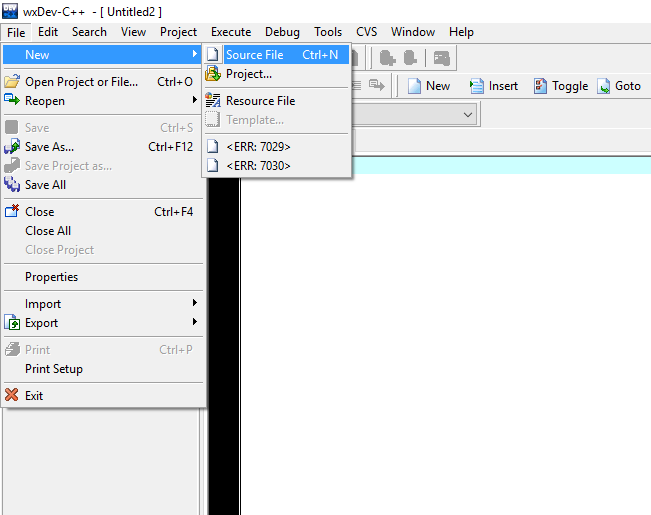 wxDev-C++ - [ Untitled2 ]
File Edit Search View Project Execute Debug Tools CVS Window Help
New
Source File Ctrl+N
Project...
Resource File
Template...
<ERR: 7029>
<ERR: 7030>
New Insert Toggle Goto
Open Project or File... Ctrl+O
Reopen
Save Ctrl+S
Save As... Ctrl+F12
Save Project as...
Save All
Close Ctrl+F4
Close All
Close Project
Properties
Import
Export
Print Ctrl+P
Print Setup
Exit